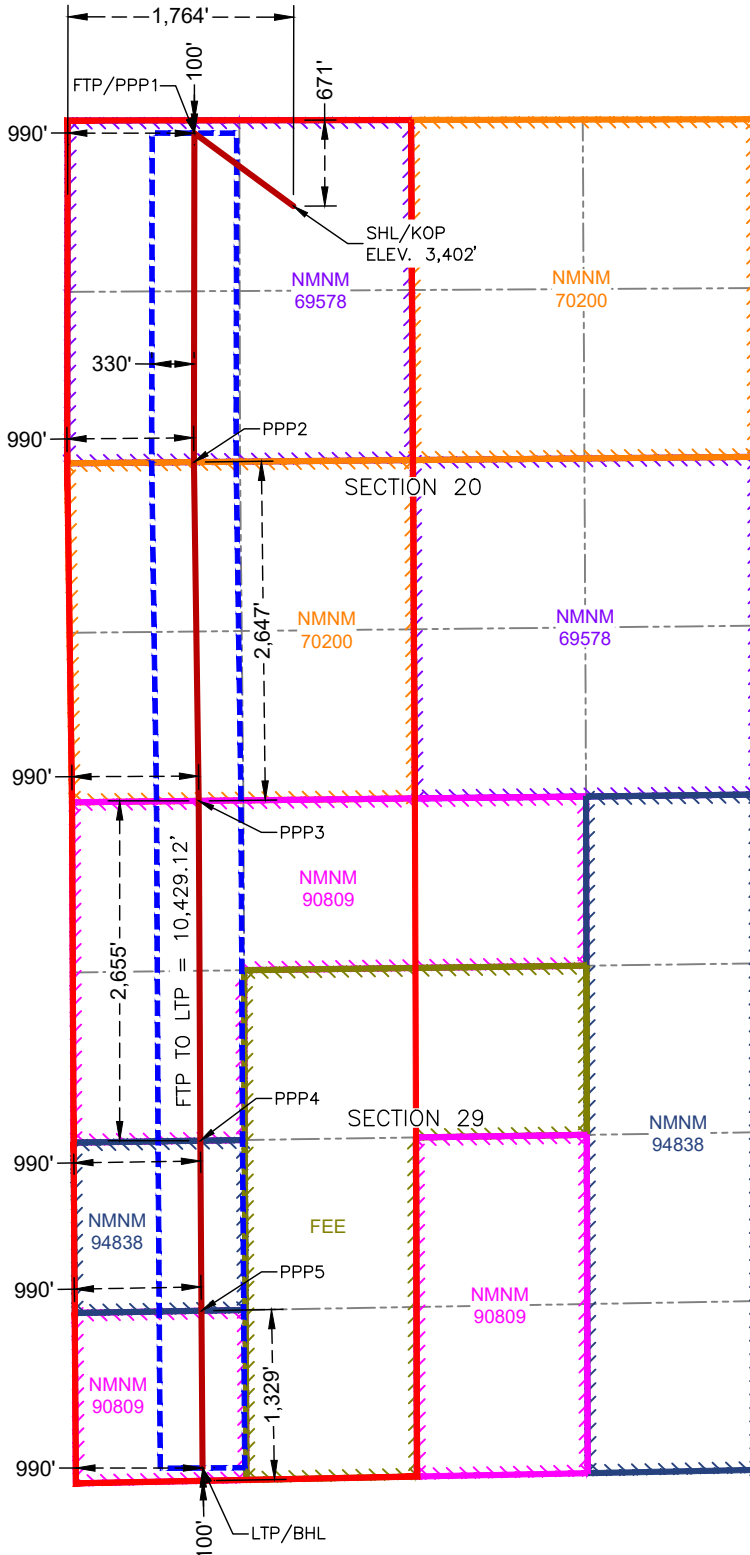 1,764'
100'
FTP/PPP1
671'
990'
SHL/KOP
ELEV. 3,402'
NMNM
69578
NMNM
70200
330'
990'
PPP2
SECTION 20
NMNM
70200
2,647'
NMNM
69578
990'
PPP3
NMNM
90809
2,655'
FTP TO LTP = 10,429.12'
PPP4
SECTION 29
NMNM
94838
990'
NMNM
94838
FEE
990'
PPP5
NMNM
90809
NMNM
90809
1,329'
990'
100'
LTP/BHL